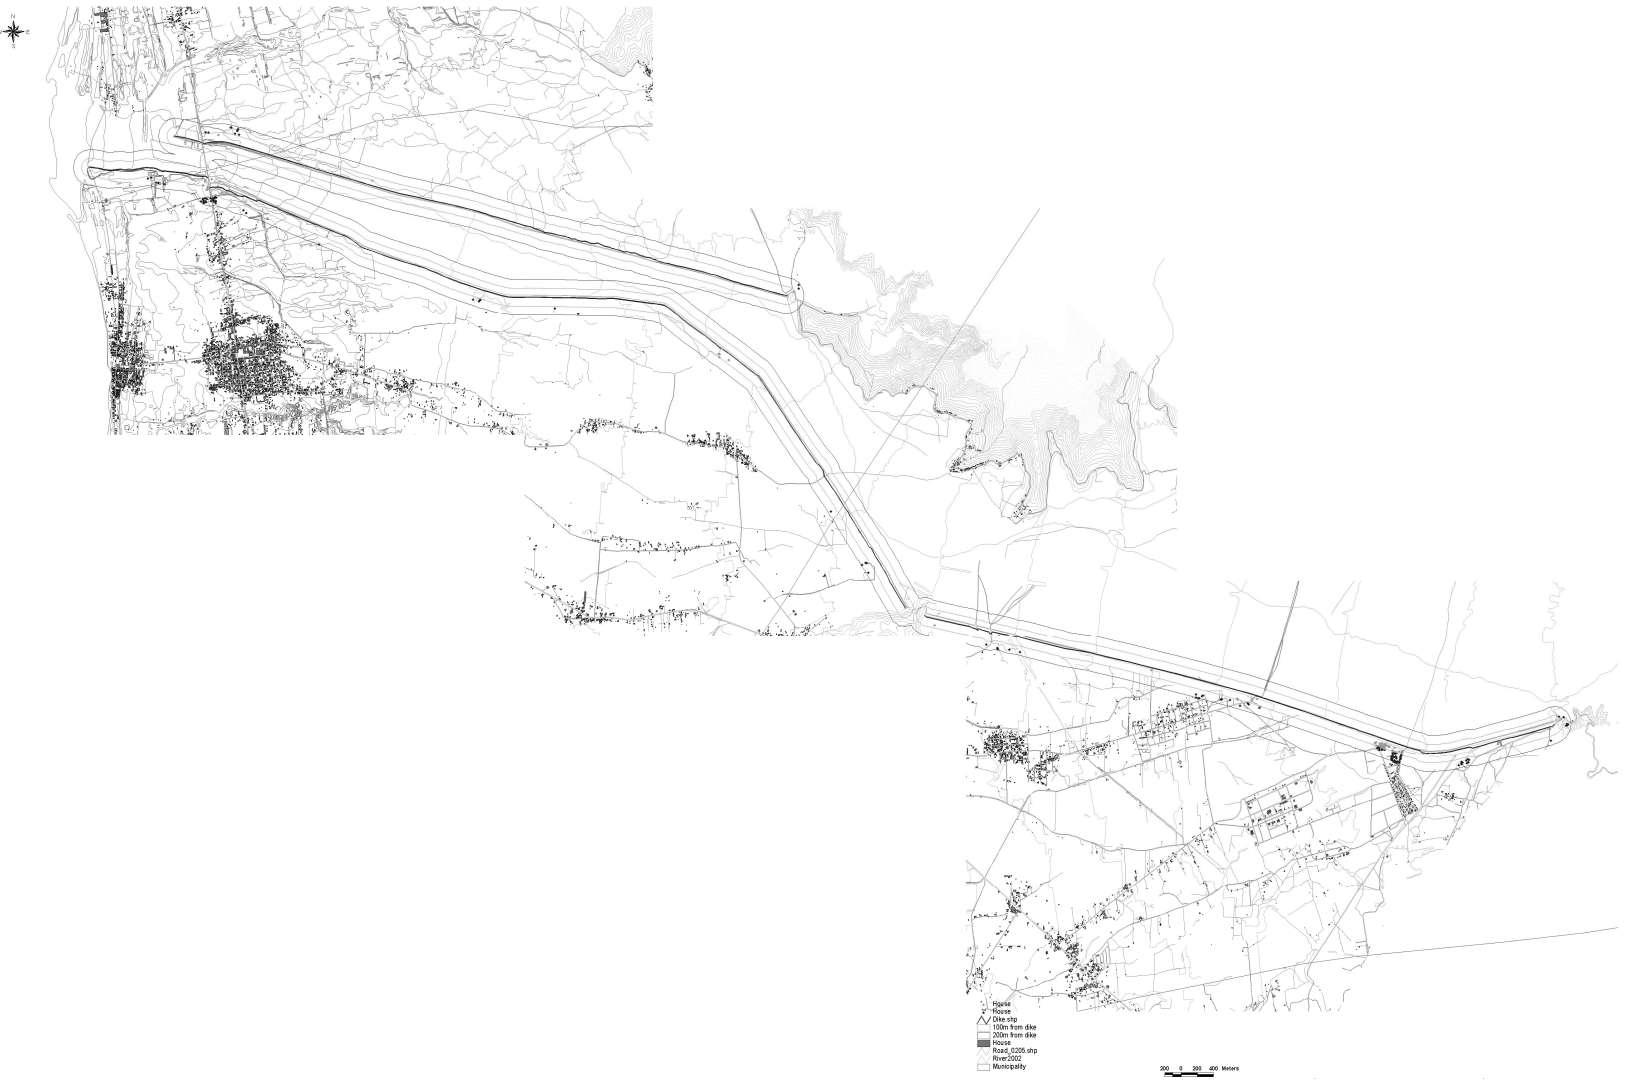 N
E
S
House
House
Dike.shp
100m from dike
200m from dike
House
Road_0205.shp
River2002
Municipality
200 0 200 400 Meters